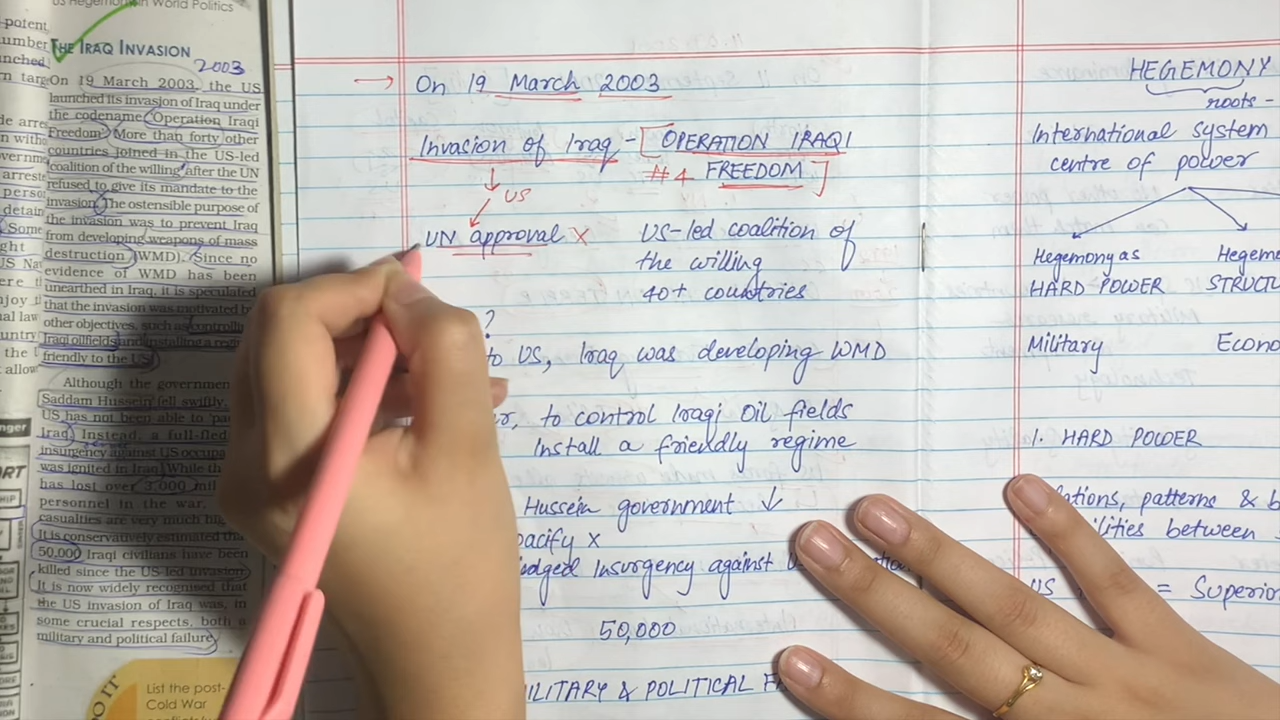 US Hegemony in World Politics
THE IRAQ INVASION
2003
On 19 March 2003, the US
launched its invasion of Iraq under
the codename 'Operation Iraqi
Freedom'. More than forty other
countries joined in the US-led
coalition of the willing after the UN
refused to give its mandate to the
invasion. The ostensible purpose of
the invasion was to prevent Iraq
from developing weapons of mass
destruction (WMD). Since no
evidence of WMD has been
unearthed in Iraq, it is speculated
that the invasion was motivated by
other objectives, such as controlling
Iraqi oilfields and installing a
friendly to the US.
Although the
Saddam Hussein fell swiftly,
US has not been able to
Iraq. Instead, a
insurgency against US
was ignited in Iraq. While
has lost over 3,000
personnel in the war,
casualties are very much
It is conservatively estimated that
50,000 Iraqi civilians have been
killed since the US-led invasion.
It is now widely recognised that
the US invasion of Iraq was, in
some crucial respects, both a
military and political failure.
List the post-
Cold War
potent
detain
Some
US
the
allow
On 19 March 2003
Invasion of Iraq - [OPERATION IRAQI
#4 FREEDOM]
US
UN approval X
US-led coalition of
the willing
40+ countries
?
to US, Iraq was developing WMD
to control Iraqi Oil fields
Install a friendly regime
Hussein government ↓
pacify X
insurgency against
50,000
MILITARY & POLITICAL
HEGEMONY
roots -
International system
centre of power
Hegemony as
HARD POWER
STRUCTU
Military
Econo
1. HARD POWER
patterns &
between
US
= Superio